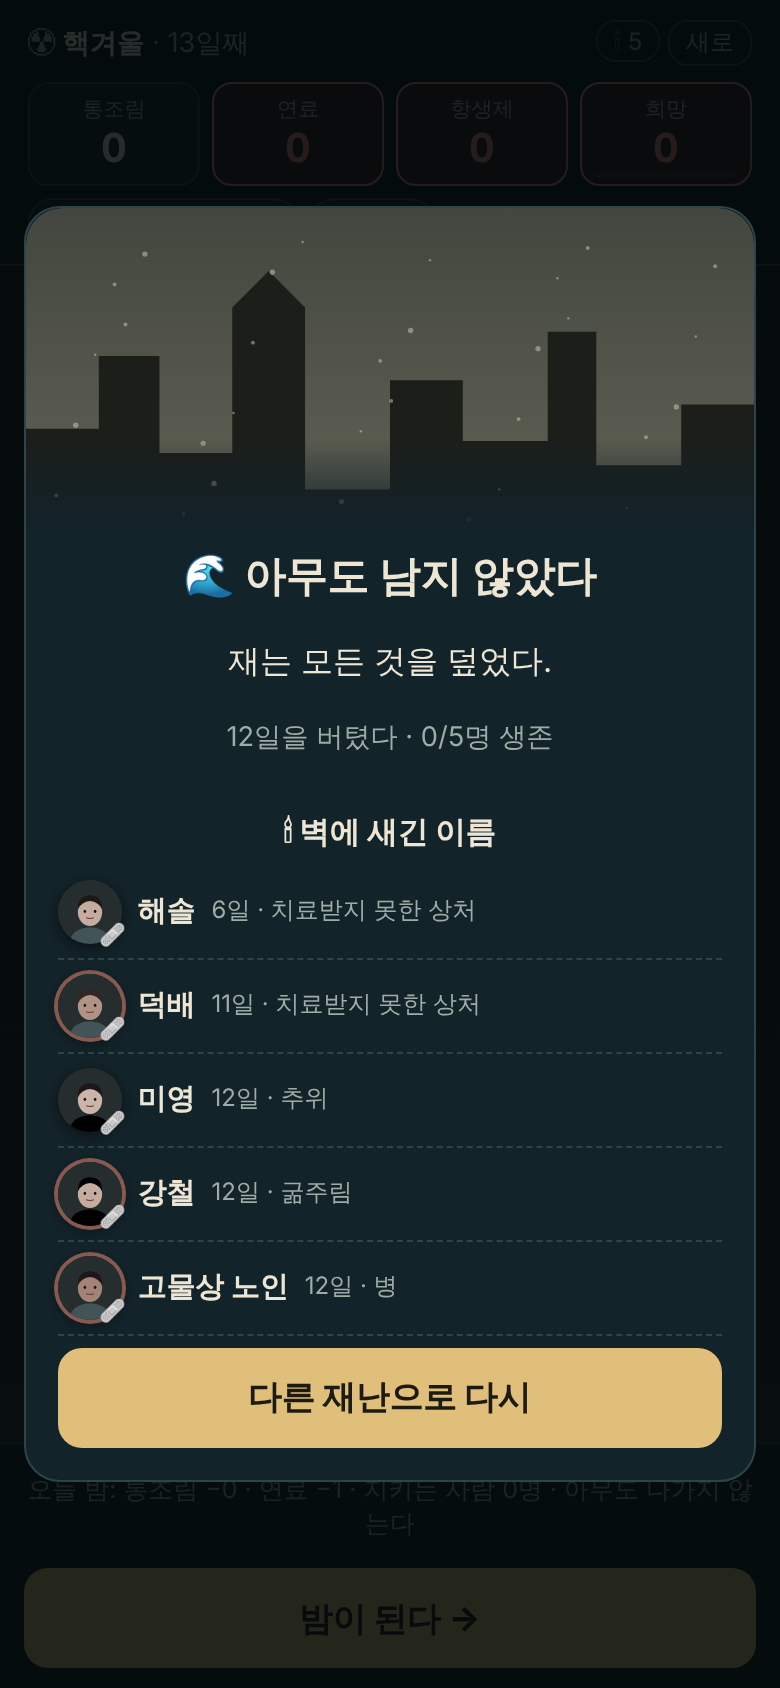 핵겨울 · 13일째
5
새로
통조림
연료
항생제
희망
0
0
0
0
아무도 남지 않았다
재는 모든 것을 덮었다.
12일을 버텼다 · 0/5명 생존
벽에 새긴 이름
해솔 6일 · 치료받지 못한 상처
덕배 11일 · 치료받지 못한 상처
미영 12일 · 추위
강철 12일 · 굶주림
고물상 노인 12일 · 병
다른 재난으로 다시
오늘 밤: 통조림 −0 · 연료 −1 · 지키는 사람 0명 · 아무도 나가지 않
는다
밤이 된다 →